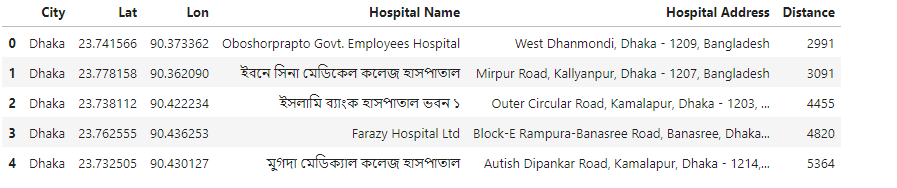 City Lat Lon Hospital Name Hospital Address Distance
0 Dhaka 23.741566 90.373362 Oboshorprapto Govt. Employees Hospital West Dhanmondi, Dhaka - 1209, Bangladesh 2991
1 Dhaka 23.778158 90.362090 ইবনে সিনা মেডিকেল কলেজ হাসপাতাল Mirpur Road, Kallyanpur, Dhaka - 1207, Bangladesh 3091
2 Dhaka 23.738112 90.422234 ইসলামি ব্যাংক হাসপাতাল ভবন ১ Outer Circular Road, Kamalapur, Dhaka - 1203, ... 4455
3 Dhaka 23.762555 90.436253 Farazy Hospital Ltd Block-E Rampura-Banasree Road, Banasree, Dhaka... 4820
4 Dhaka 23.732505 90.430127 মুগদা মেডিক্যাল কলেজ হাসপাতাল Autish Dipankar Road, Kamalapur, Dhaka - 1214,... 5364